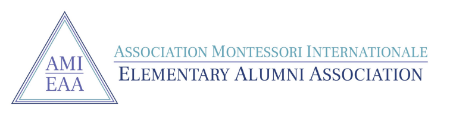 AMI
EAA
ASSOCIATION MONTESSORI INTERNATIONALE
ELEMENTARY ALUMNI ASSOCIATION